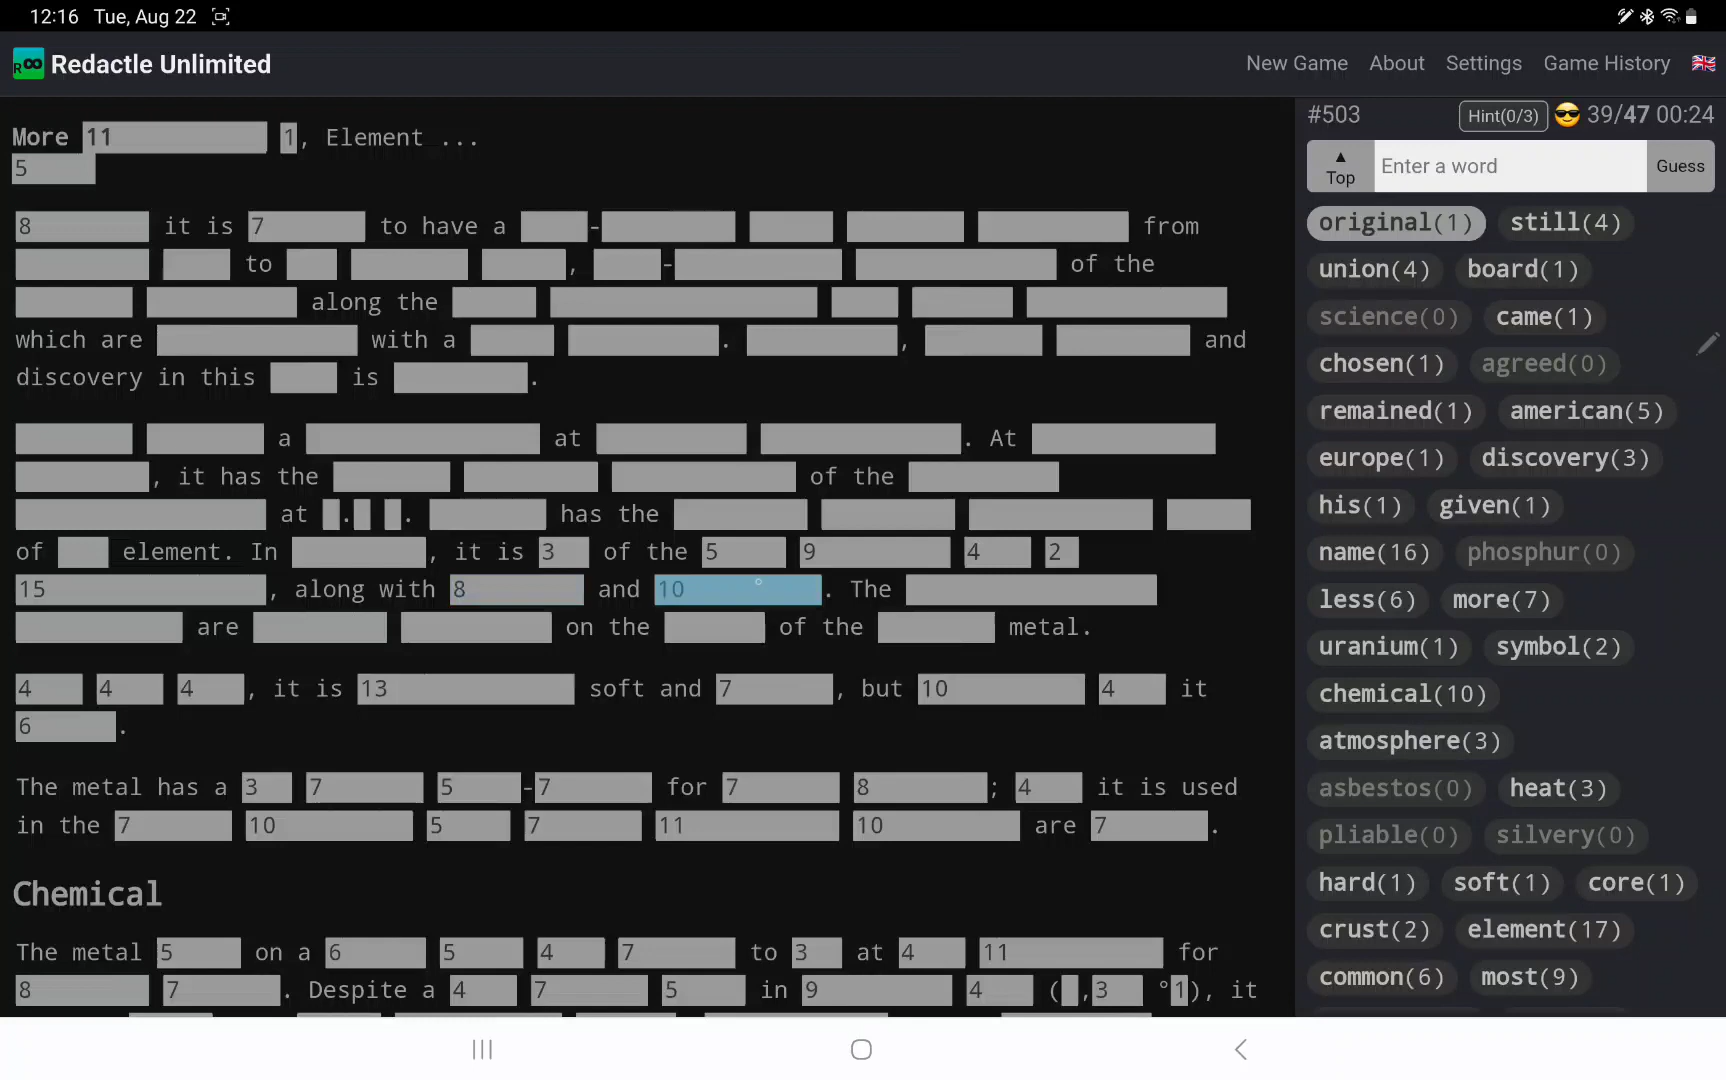 12:16 Tue, Aug 22
R∞ Redactle Unlimited
New Game About Settings Game History
More 11 1, Element ...
5
8 it is 7 to have a - from
to , - of the
along the
which are with a . , and
discovery in this is .
a at . At
, it has the of the
at . . has the
of element. In , it is 3 of the 5 9 4 2
15 , along with 8 and 10 . The
are on the of the metal.
4 4 4 , it is 13 soft and 7 , but 10 4 it
6 .
The metal has a 3 7 5 - 7 for 7 8 ; 4 it is used
in the 7 10 5 7 11 10 are 7 .
Chemical
The metal 5 on a 6 5 4 7 to 3 at 4 11 for
8 7 . Despite a 4 7 5 in 9 4 ( ,3 °1), it
#503 Hint(0/3) 😎 39/47 00:24
▲ Top Enter a word Guess
original(1) still(4)
union(4) board(1)
science(0) came(1)
chosen(1) agreed(0)
remained(1) american(5)
europe(1) discovery(3)
his(1) given(1)
name(16) phosphur(0)
less(6) more(7)
uranium(1) symbol(2)
chemical(10)
atmosphere(3)
asbestos(0) heat(3)
pliable(0) silvery(0)
hard(1) soft(1) core(1)
crust(2) element(17)
common(6) most(9)